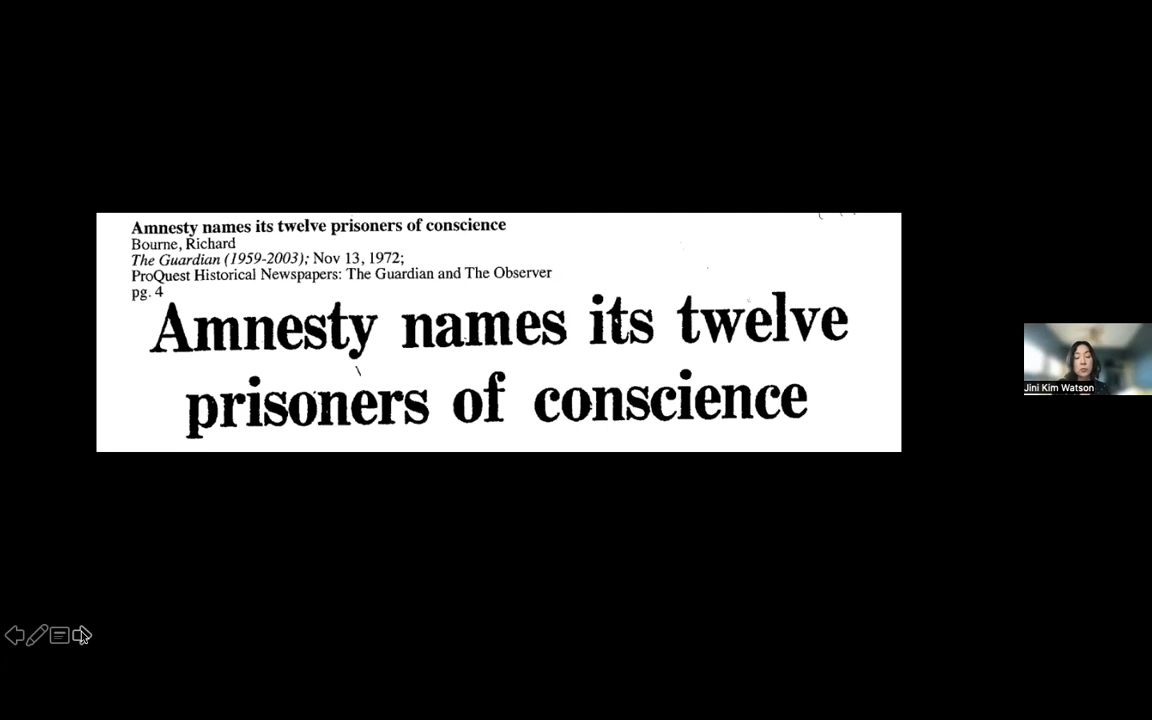 Amnesty names its twelve prisoners of conscience
Bourne, Richard
The Guardian (1959-2003); Nov 13, 1972;
ProQuest Historical Newspapers: The Guardian and The Observer
pg. 4
Amnesty names its twelve
prisoners of conscience
Jini Kim Watson